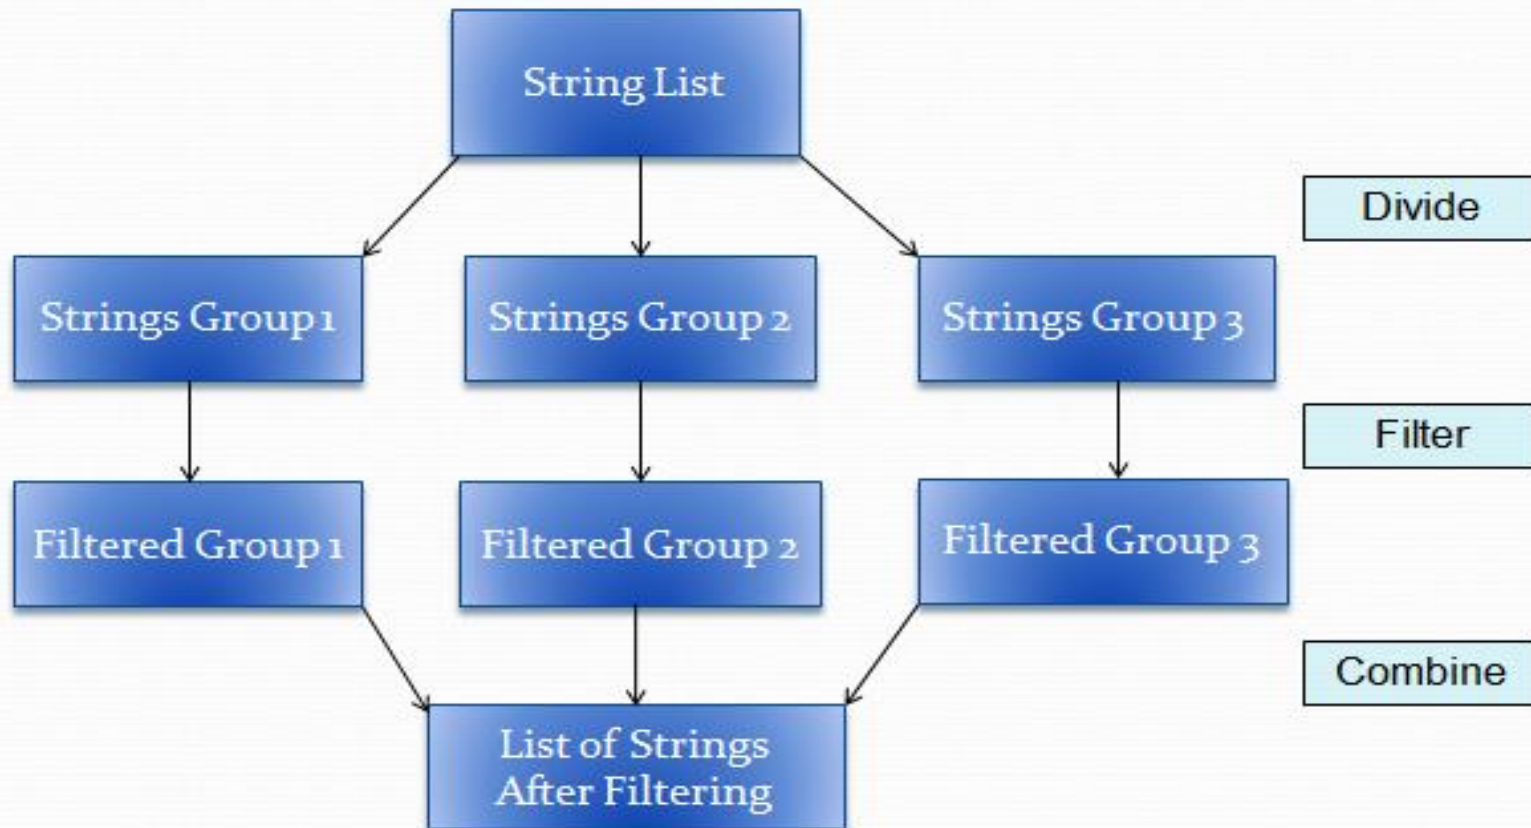 String List
Divide
Strings Group 1
Strings Group 2
Strings Group 3
Filter
Filtered Group 1
Filtered Group 2
Filtered Group 3
Combine
List of Strings
After Filtering